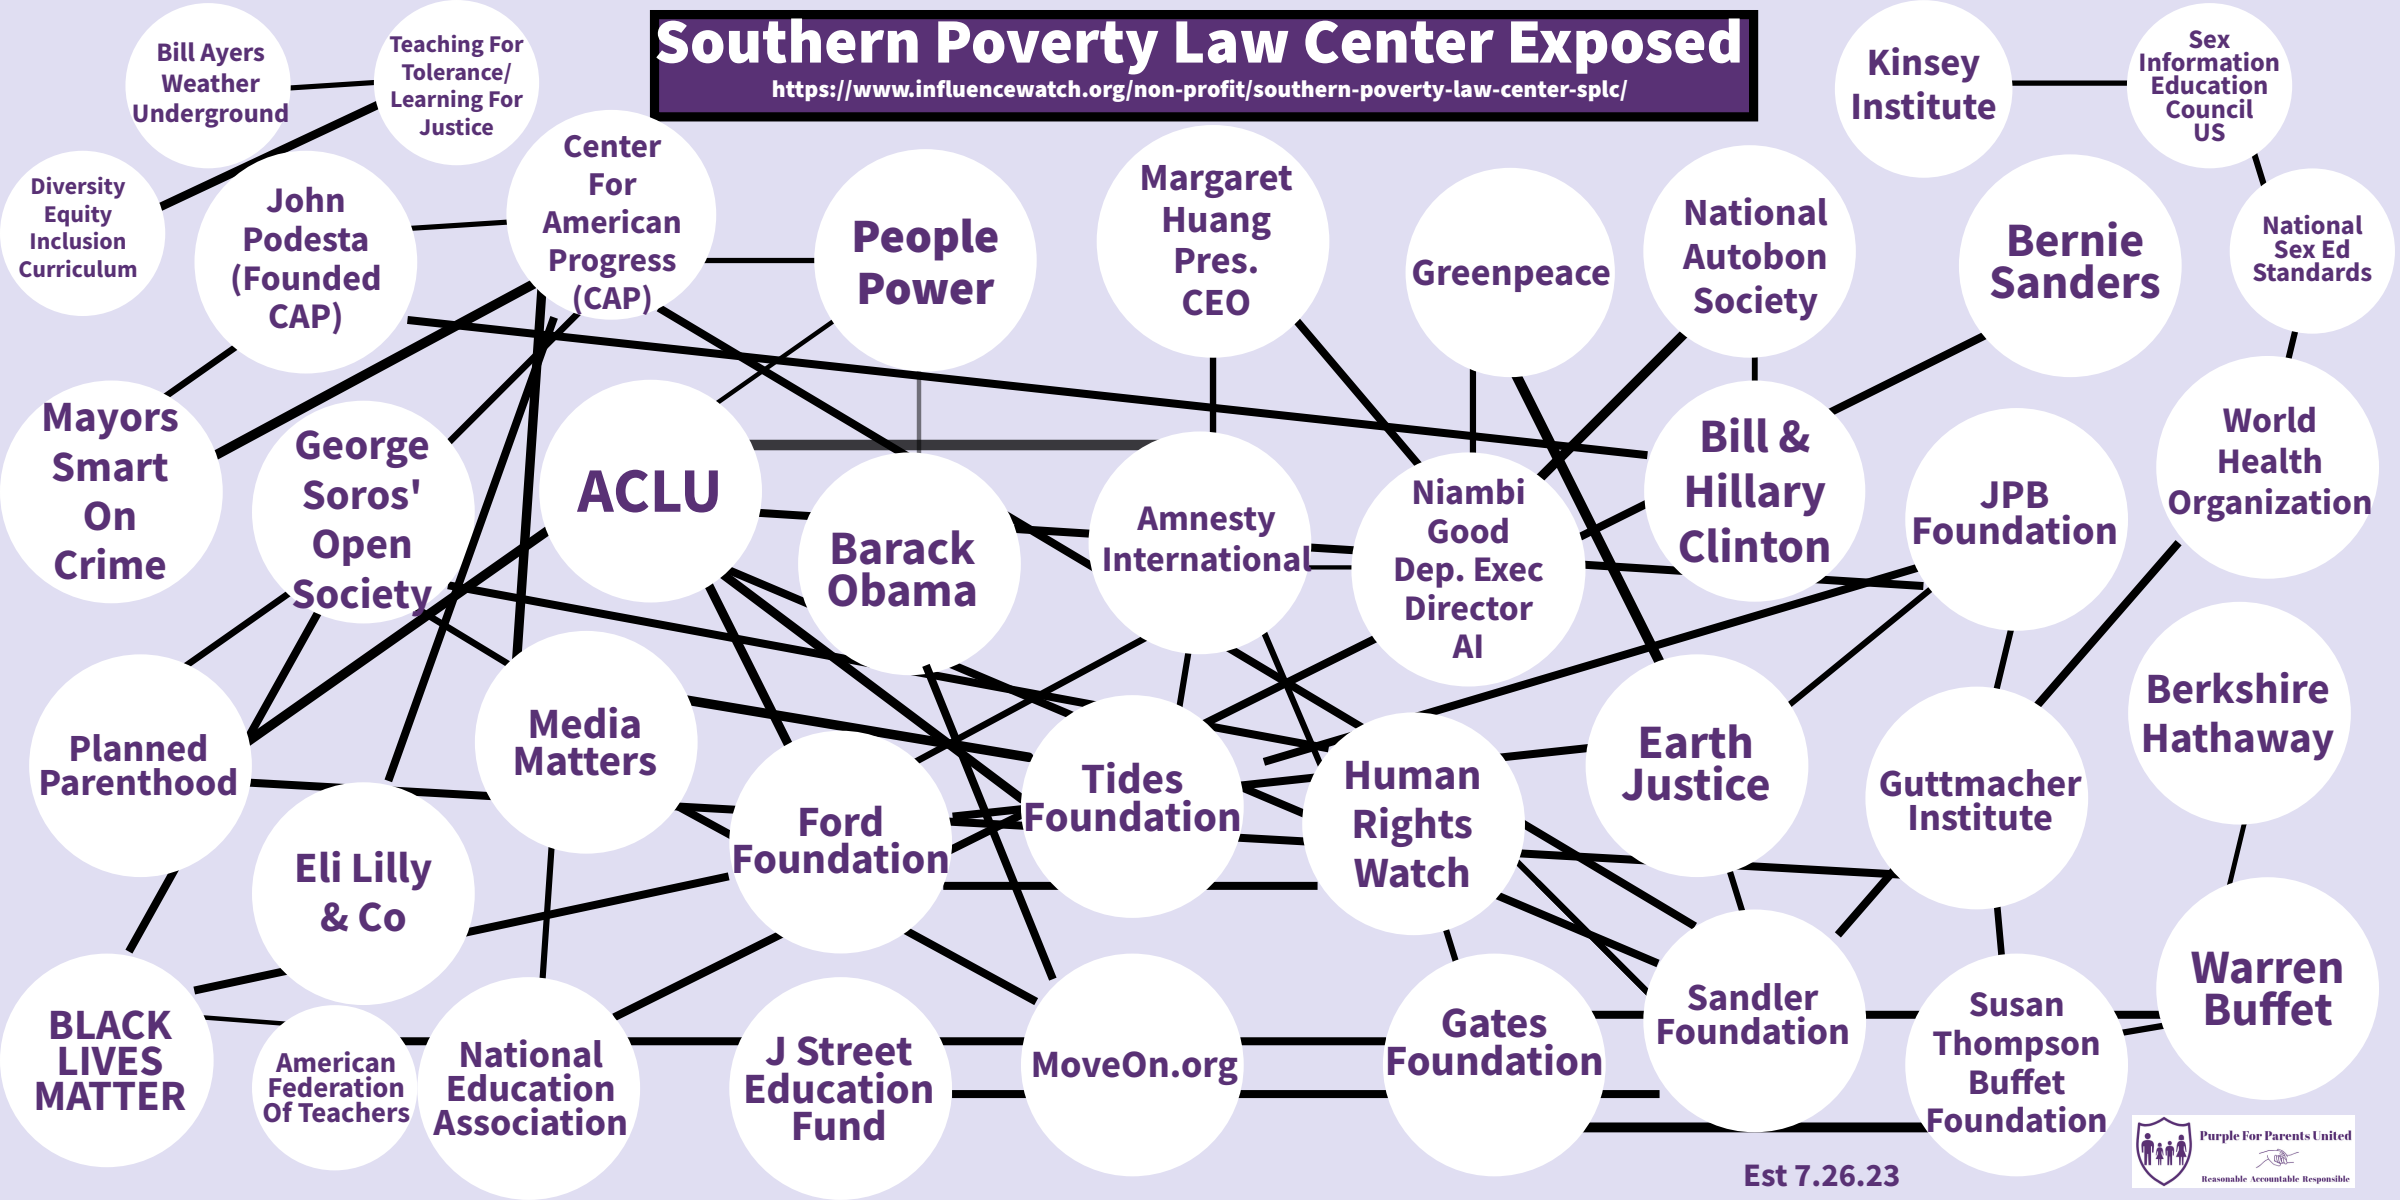 Southern Poverty Law Center Exposed
https://www.influencewatch.org/non-profit/southern-poverty-law-center-splc/
Bill Ayers
Weather
Underground
Teaching For
Tolerance/
Learning For
Justice
Kinsey
Institute
Sex
Information
Education
Council
US
Diversity
Equity
Inclusion
Curriculum
John
Podesta
(Founded
CAP)
Center
For
American
Progress
(CAP)
People
Power
Margaret
Huang
Pres.
CEO
Greenpeace
National
Autobon
Society
Bernie
Sanders
National
Sex Ed
Standards
Mayors
Smart
On
Crime
George
Soros'
Open
Society
ACLU
Barack
Obama
Amnesty
International
Niambi
Good
Dep. Exec
Director
AI
Bill &
Hillary
Clinton
JPB
Foundation
World
Health
Organization
Planned
Parenthood
Media
Matters
Ford
Foundation
Tides
Foundation
Human
Rights
Watch
Earth
Justice
Guttmacher
Institute
Berkshire
Hathaway
Eli Lilly
& Co
BLACK
LIVES
MATTER
American
Federation
Of Teachers
National
Education
Association
J Street
Education
Fund
MoveOn.org
Gates
Foundation
Sandler
Foundation
Susan
Thompson
Buffet
Foundation
Warren
Buffet
Est 7.26.23
Purple For Parents United
Reasonable Accountable Responsible